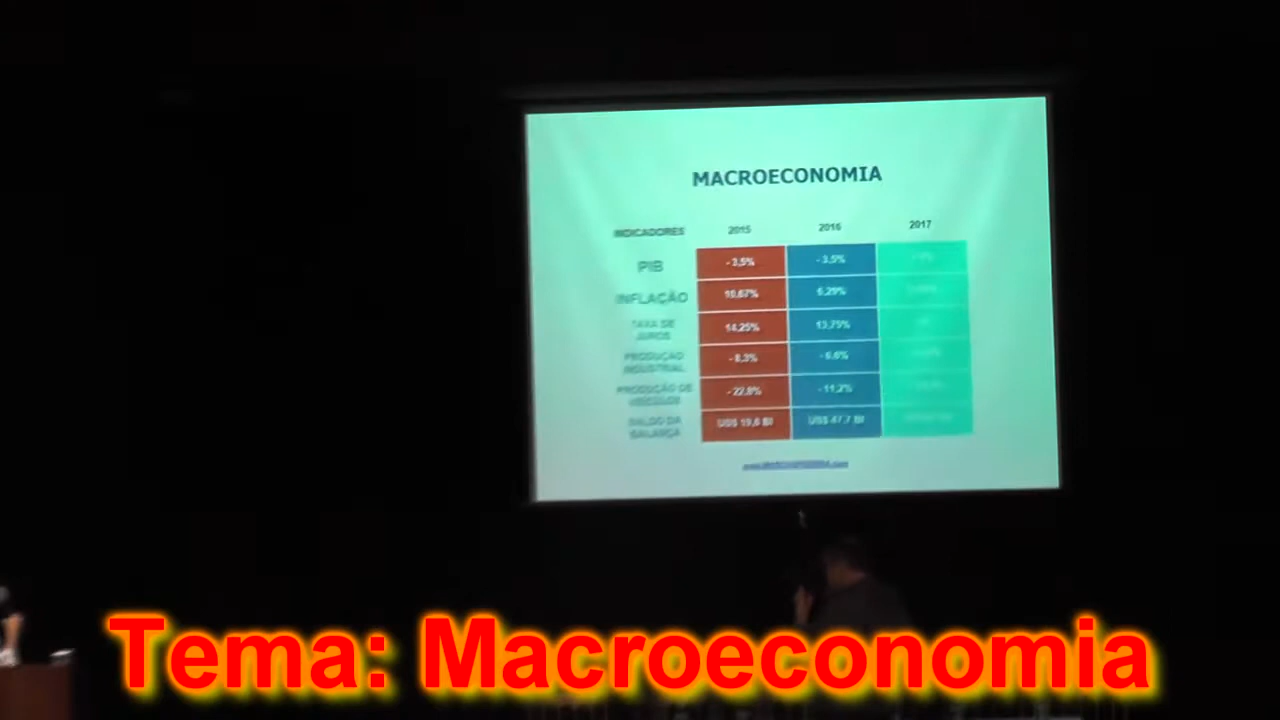 MACROECONOMIA
INDICADORES 2015 2016 2017
PIB - 3,5% - 3,5%
INFLAÇÃO 10,67% 6,29%
TAXA DE
JUROS 14,25% 13,75%
PRODUÇÃO
INDUSTRIAL - 8,3% - 6,6%
PRODUÇÃO DE
VEÍCULOS - 22,8% - 11,2%
SALDO DA
BALANÇA US$ 19,6 BI US$ 47,7 BI
Tema: Macroeconomia